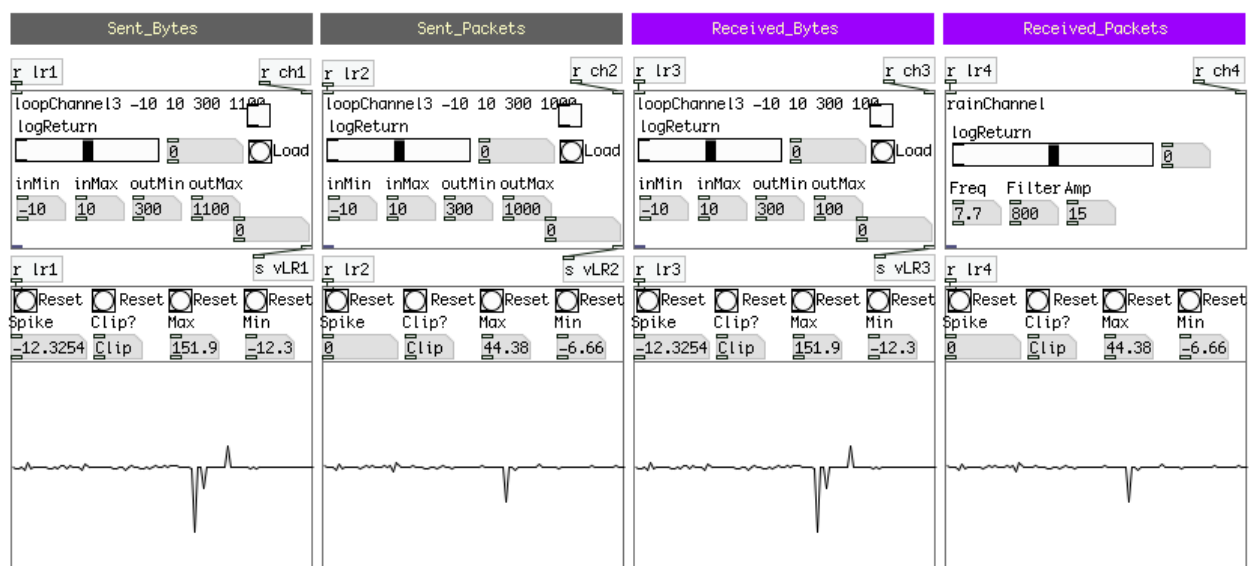 Sent_Bytes Sent_Packets Received_Bytes Received_Packets
r lr1 r ch1 r lr2 r ch2 r lr3 r ch3 r lr4 r ch4
loopChannel3 -10 10 300 1100 loopChannel3 -10 10 300 1000 loopChannel3 -10 10 300 100 rainChannel
logReturn logReturn logReturn logReturn
0 Load 0 Load 0 Load 0
inMin inMax outMin outMax inMin inMax outMin outMax inMin inMax outMin outMax Freq Filter Amp
-10 10 300 1100 -10 10 300 1000 -10 10 300 100 7.7 800 15
0 0 0
r lr1 s vLR1 r lr2 s vLR2 r lr3 s vLR3 r lr4
Reset Reset Reset Reset Reset Reset Reset Reset Reset Reset Reset Reset Reset Reset Reset Reset
Spike Clip? Max Min Spike Clip? Max Min Spike Clip? Max Min Spike Clip? Max Min
-12.3254 Clip 151.9 -12.3 0 Clip 44.38 -6.66 -12.3254 Clip 151.9 -12.3 0 Clip 44.38 -6.66